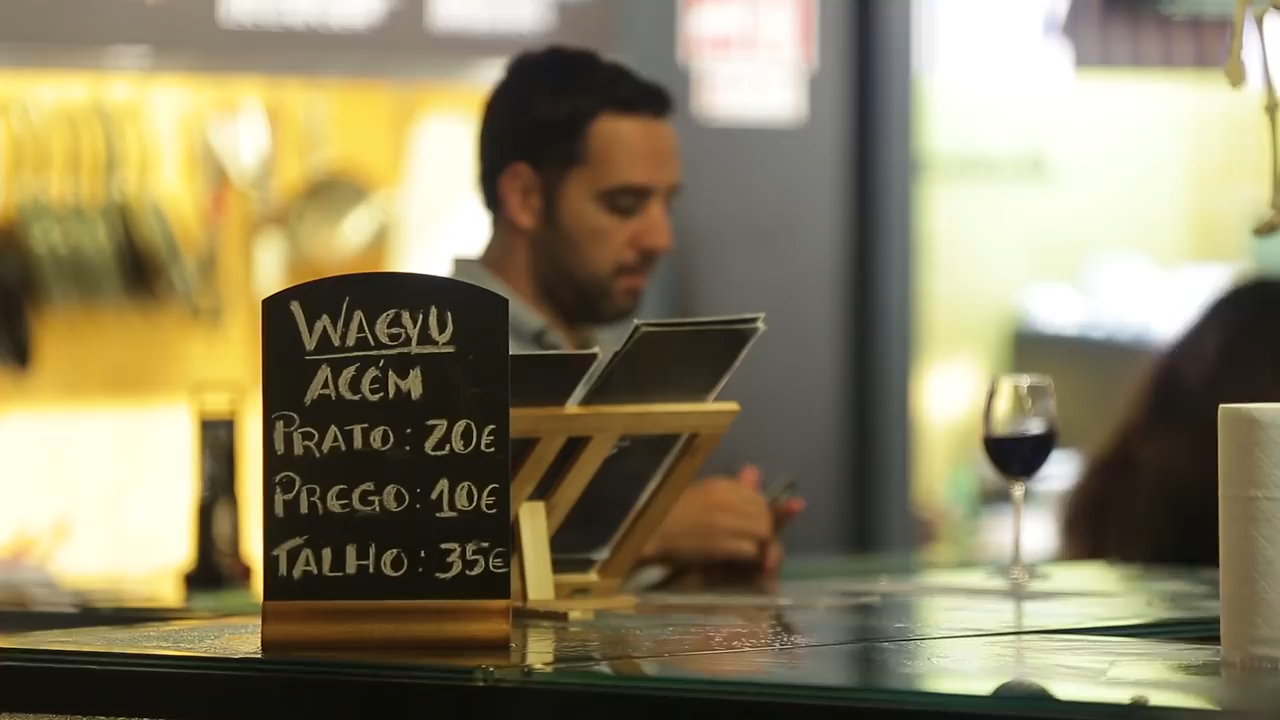 WAGYU
ACÉM
PRATO: 20€
PREGO: 10€
TALHO: 35€